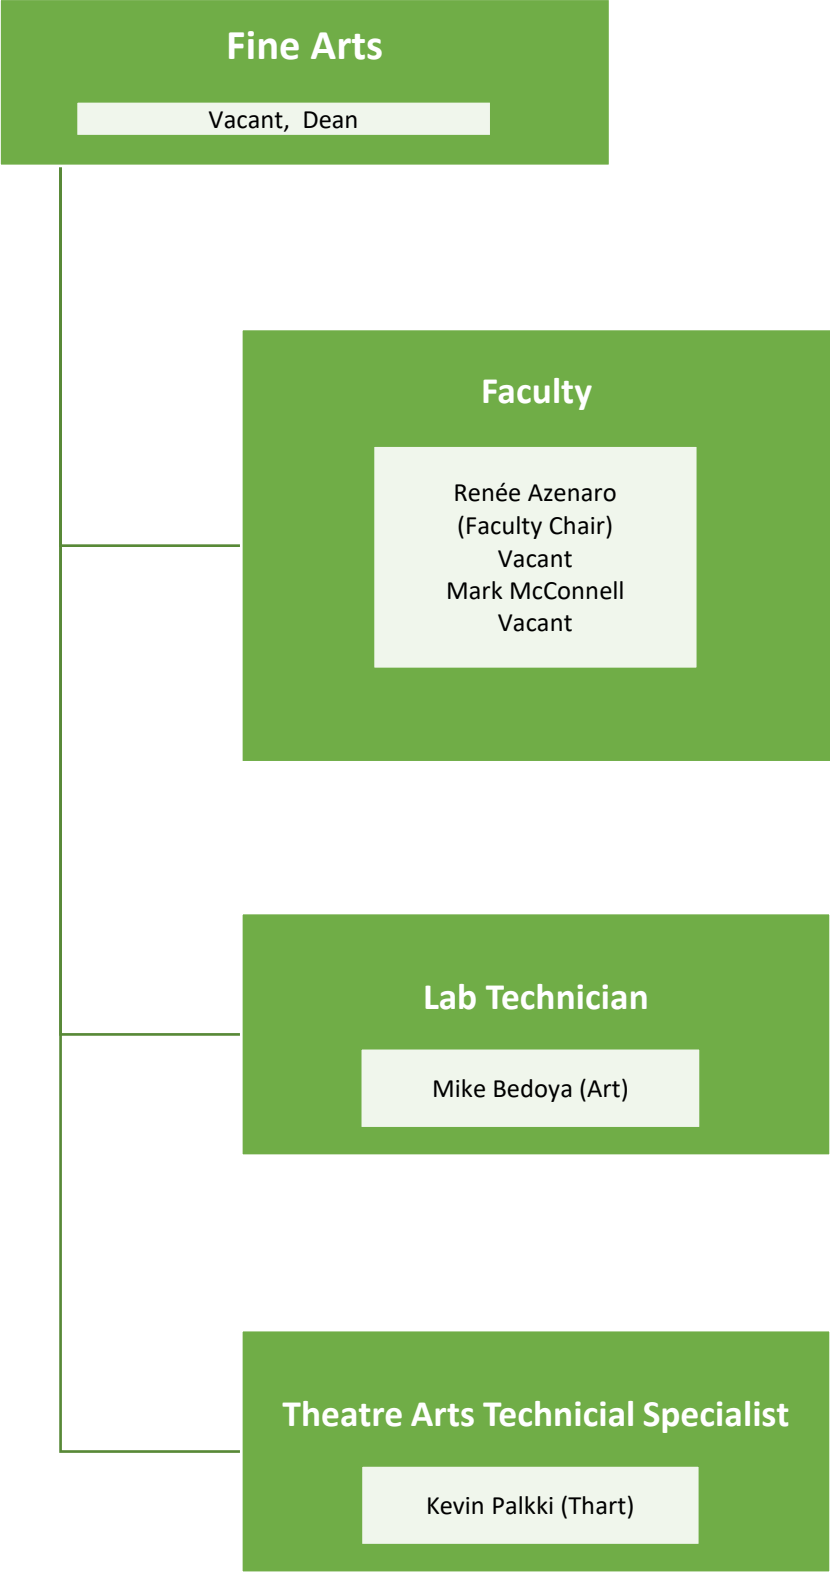 Fine Arts
Vacant,  Dean
Faculty
Renée Azenaro
(Faculty Chair)
Vacant
Mark McConnell
Vacant
Lab Technician
Mike Bedoya (Art)
Theatre Arts Technicial Specialist
Kevin Palkki (Thart)